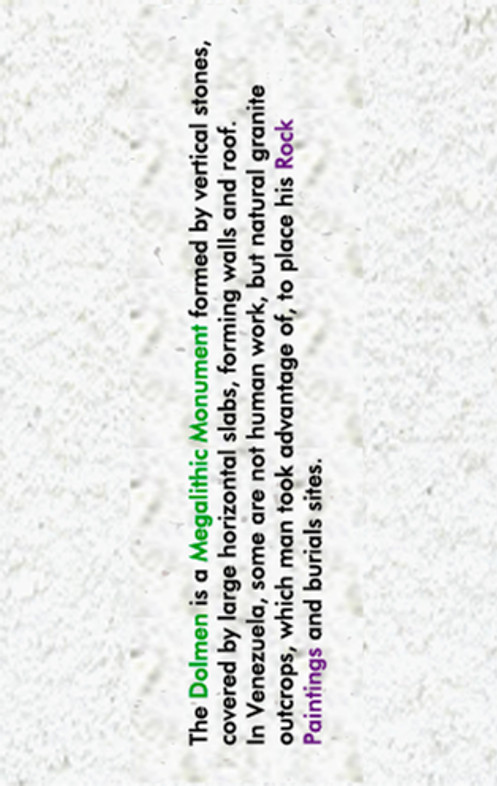 The Dolmen is a Megalithic Monument formed by vertical stones,
covered by large horizontal slabs, forming walls and roof.
In Venezuela, some are not human work, but natural granite
outcrops, which man took advantage of, to place his Rock
Paintings and burials sites.